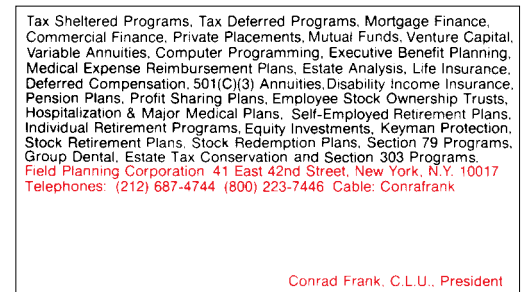 Tax Sheltered Programs, Tax Deferred Programs, Mortgage Finance,
Commercial Finance, Private Placements, Mutual Funds, Venture Capital,
Variable Annuities, Computer Programming, Executive Benefit Planning,
Medical Expense Reimbursement Plans, Estate Analysis, Life Insurance,
Deferred Compensation, 501(C)(3) Annuities, Disability Income Insurance,
Pension Plans, Profit Sharing Plans, Employee Stock Ownership Trusts,
Hospitalization & Major Medical Plans, Self-Employed Retirement Plans,
Individual Retirement Programs, Equity Investments, Keyman Protection,
Stock Retirement Plans, Stock Redemption Plans, Section 79 Programs,
Group Dental, Estate Tax Conservation and Section 303 Programs.
Field Planning Corporation 41 East 42nd Street, New York, N.Y. 10017
Telephones: (212) 687-4744 (800) 223-7446 Cable: Conrafrank
Conrad Frank, C.L.U., President